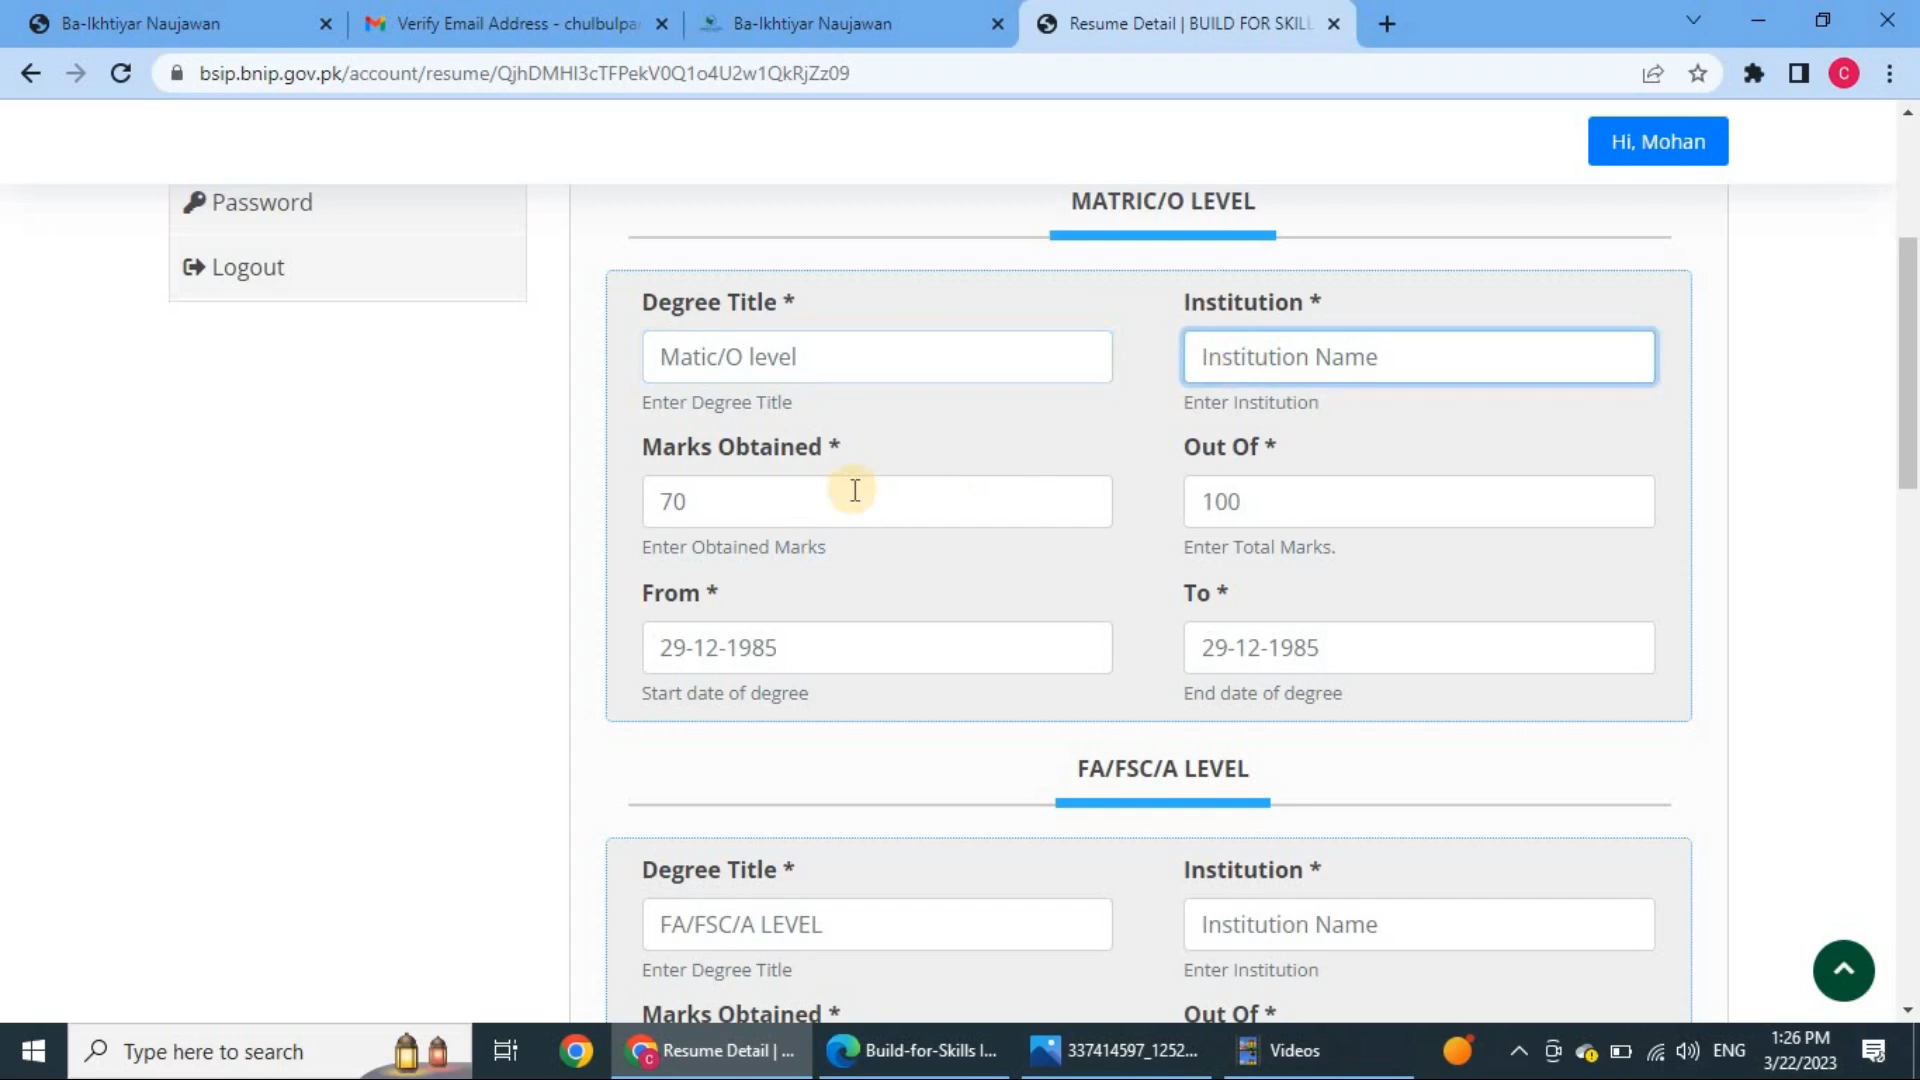 Ba-Ikhtiyar Naujawan
Verify Email Address - chulbulpa
Ba-Ikhtiyar Naujawan
Resume Detail | BUILD FOR SKILL
bsip.bnip.gov.pk/account/resume/QjhDMHI3cTFPekV0Q1o4U2w1QkRjZz09
C
Hi, Mohan
Password
Logout
MATRIC/O LEVEL
Degree Title * Institution *
Matic/O level Institution Name
Enter Degree Title Enter Institution
Marks Obtained * Out Of *
70 100
Enter Obtained Marks Enter Total Marks.
From * To *
29-12-1985 29-12-1985
Start date of degree End date of degree
FA/FSC/A LEVEL
Degree Title * Institution *
FA/FSC/A LEVEL Institution Name
Enter Degree Title Enter Institution
Marks Obtained * Out Of *
Type here to search
Resume Detail | ...
Build-for-Skills I...
337414597_1252...
Videos
ENG
1:26 PM
3/22/2023